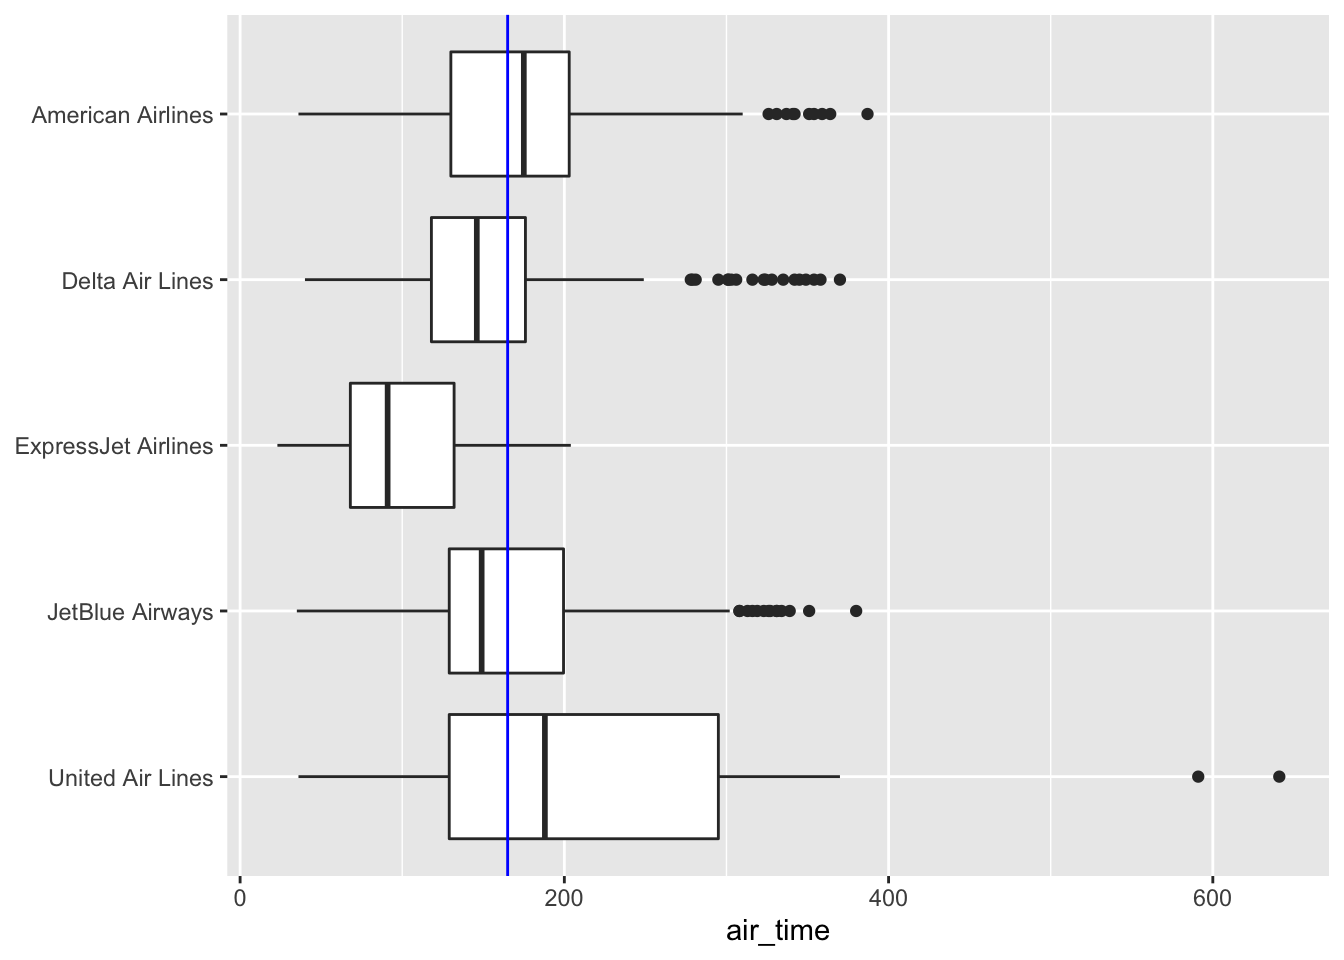 American Airlines
Delta Air Lines
ExpressJet Airlines
JetBlue Airways
United Air Lines
0 200 400 600
air_time